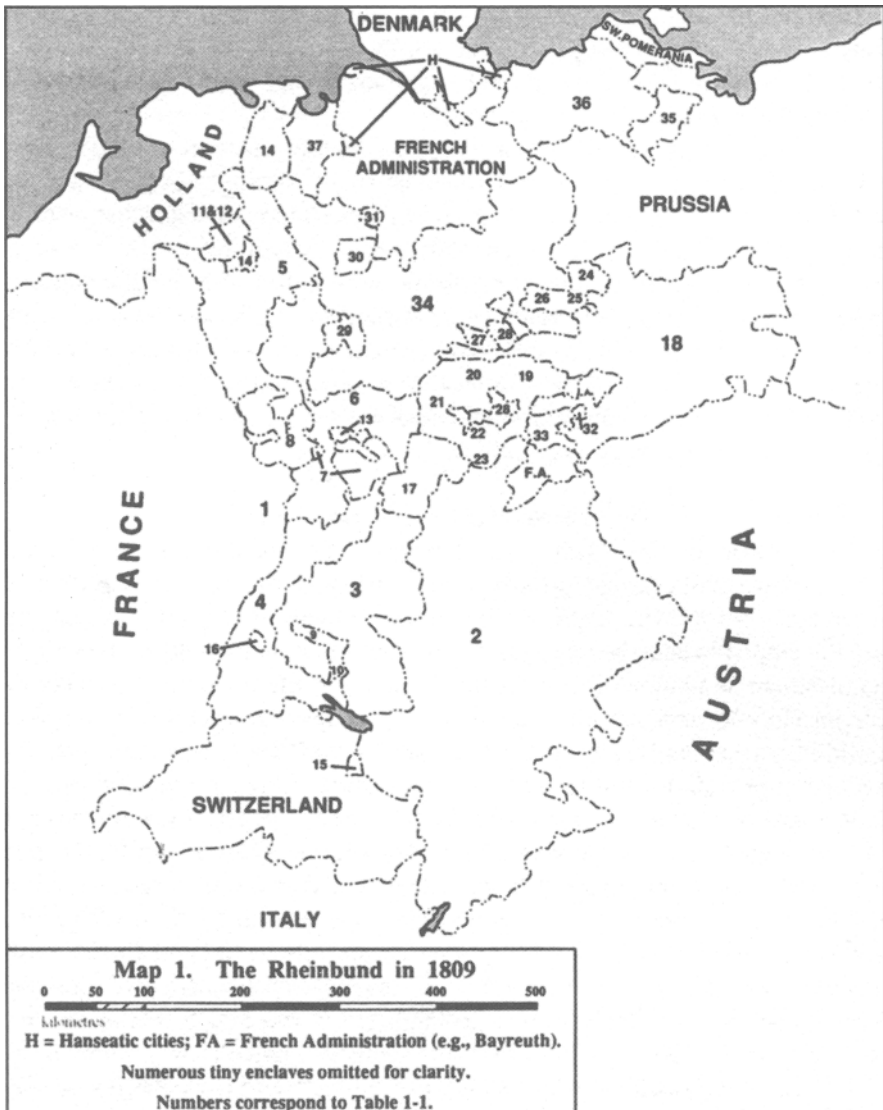 DENMARK
H
SW. POMERANIA
36
35
14
37
FRENCH
ADMINISTRATION
HOLLAND
PRUSSIA
11&12
31
14
5
30
24
26
25
34
29
27
28
18
20
19
6
21
13
28
8
22
33
32
7
23
F.A.
17
1
FRANCE
3
4
9
2
16
10
AUSTRIA
15
SWITZERLAND
ITALY
Map 1. The Rheinbund in 1809
0 50 100 200 300 400 500
kilometres
H = Hanseatic cities; FA = French Administration (e.g., Bayreuth).
Numerous tiny enclaves omitted for clarity.
Numbers correspond to Table 1-1.